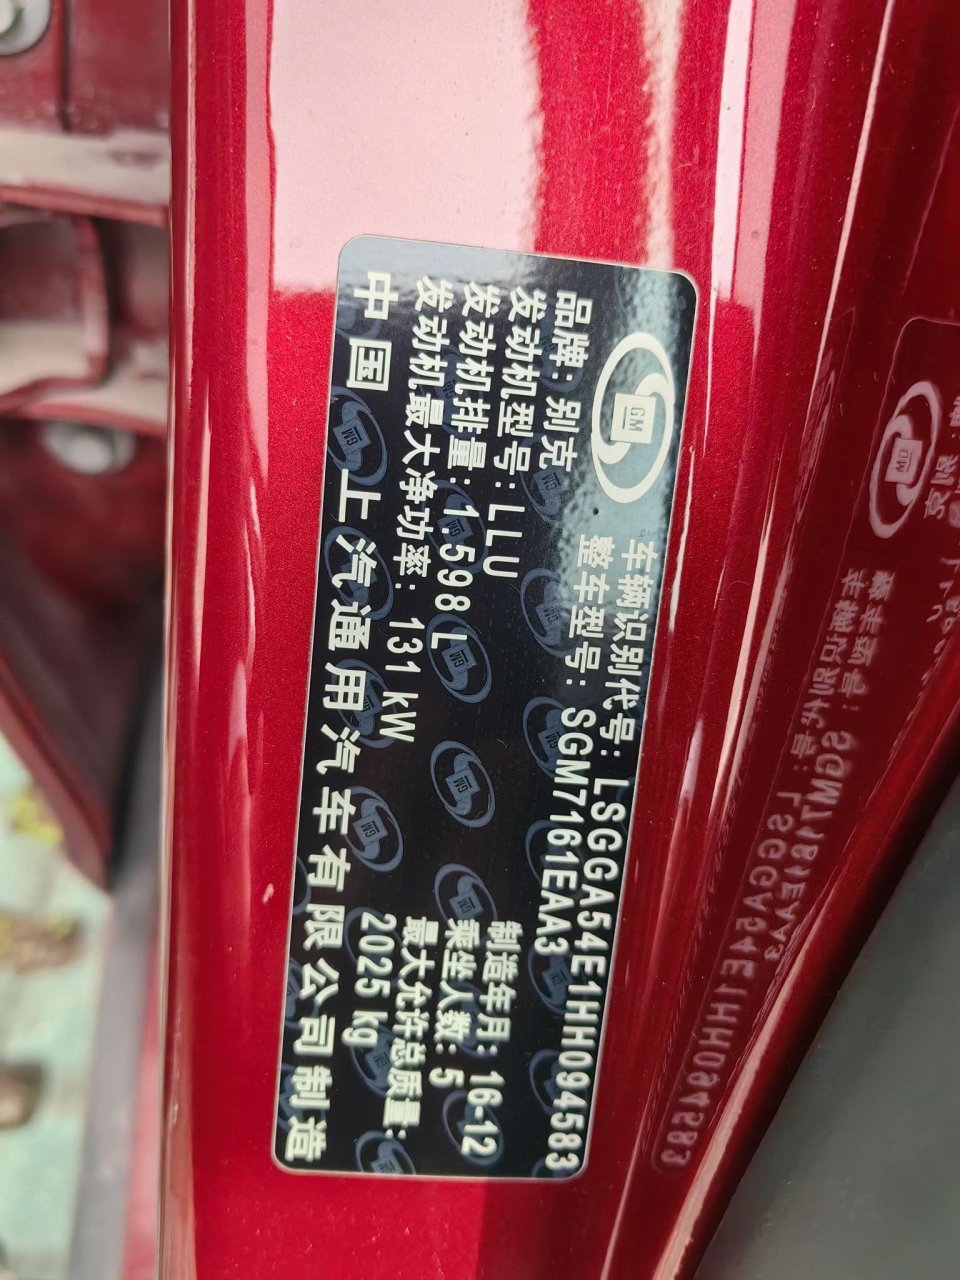 GM
车辆识别代号: LSGGA54E1HH094583
品牌: 别克
整车型号: SGM7161EAA3
发动机型号: LLU
制造年月: 16-12
发动机排量: 1.598 L
乘坐人数: 5
发动机最大净功率: 131 kW
最大允许总质量: 2025 kg
中国 上汽通用汽车有限公司制造